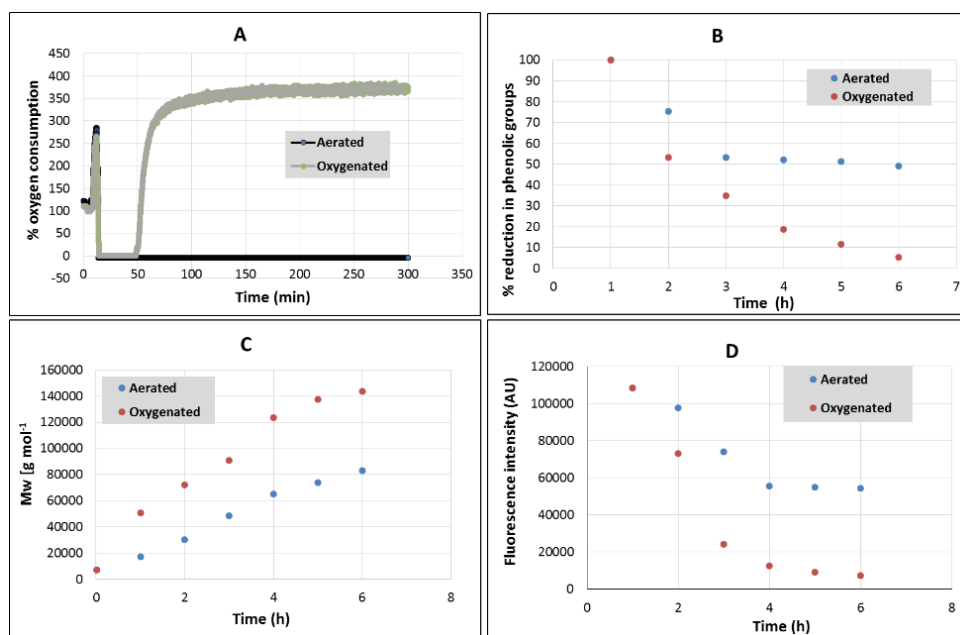 A
% oxygen consumption
450
400
350
300
250
200
150
100
50
0
-50
0 50 100 150 200 250 300 350
Time (min)
Aerated
Oxygenated
B
% reduction in phenolic groups
100
90
80
70
60
50
40
30
20
10
0
0 1 2 3 4 5 6 7
Time (h)
Aerated
Oxygenated
C
Mw [g mol-1
160000
140000
120000
100000
80000
60000
40000
20000
0
0 2 4 6 8
Time (h)
Aerated
Oxygenated
D
Fluorescence intensity (AU)
120000
100000
80000
60000
40000
20000
0
0 2 4 6 8
Time (h)
Aerated
Oxygenated